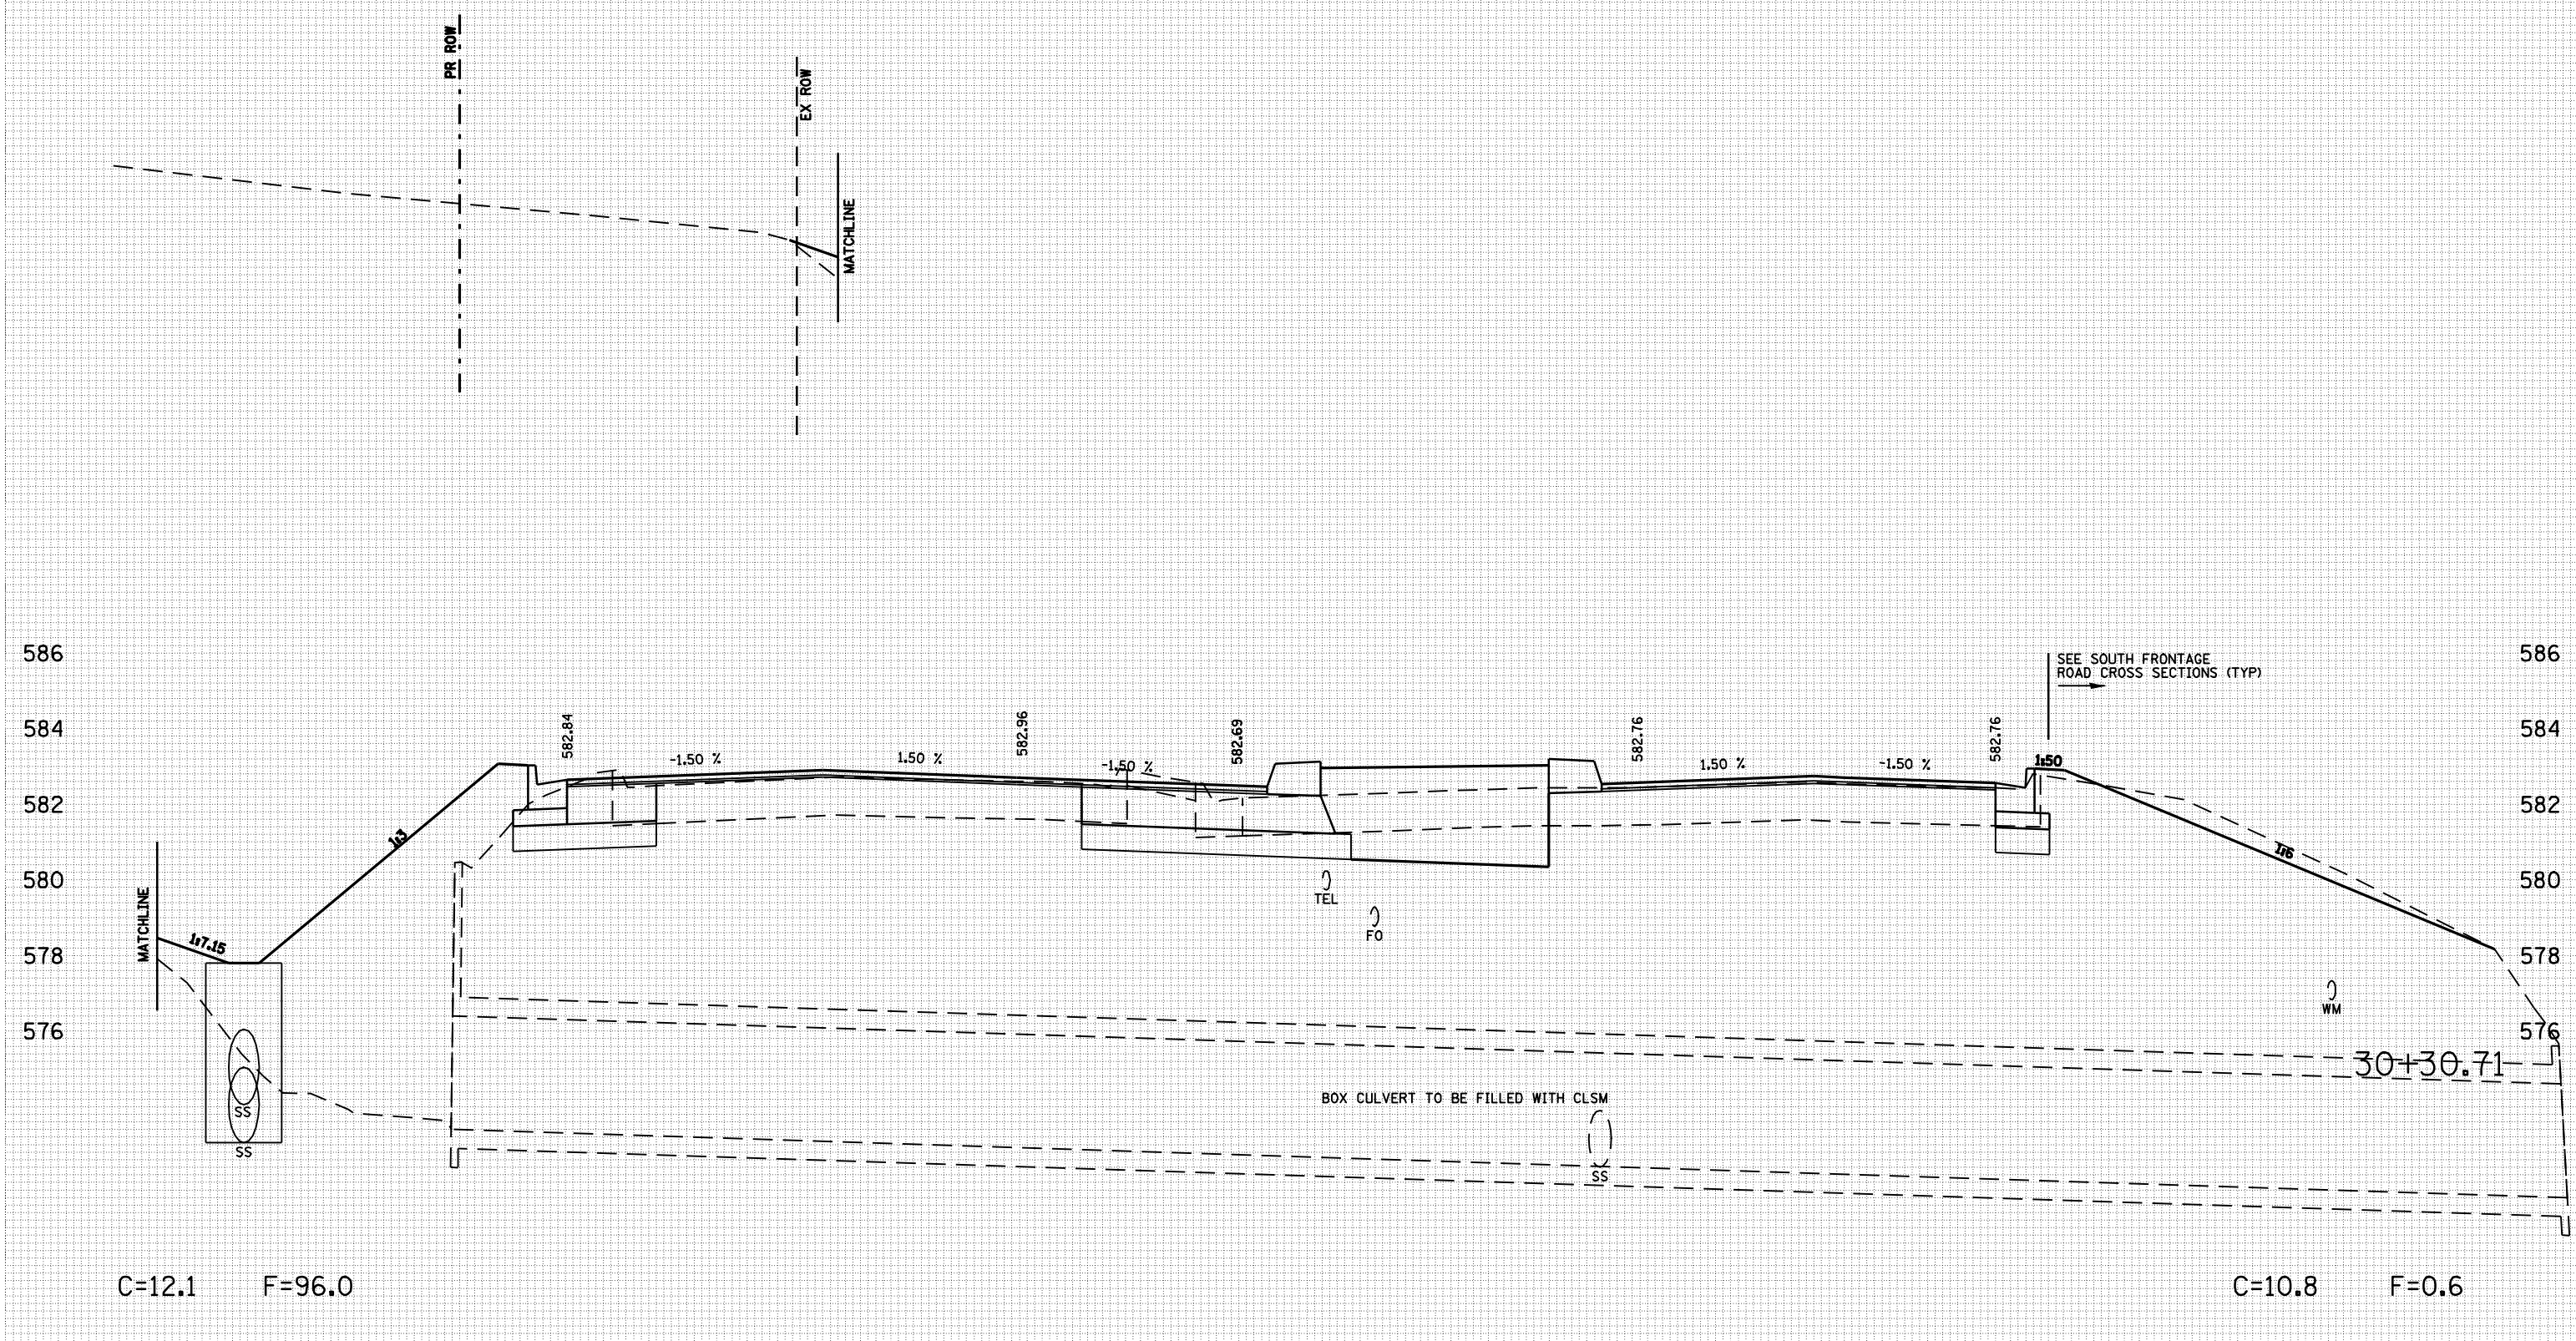 PR ROW
EX ROW
MATCHLINE
586
586
SEE SOUTH FRONTAGE
ROAD CROSS SECTIONS (TYP)
584
584
582.84
-1.50 %
1.50 %
582.96
-1.50 %
582.69
582.76
1.50 %
-1.50 %
582.76
1:50
582
582
1:3
1:6
580
580
TEL
FO
MATCHLINE
1:7.15
578
578
WM
576
576
30+30.71
BOX CULVERT TO BE FILLED WITH CLSM
SS
SS
SS
C=12.1 F=96.0
C=10.8 F=0.6